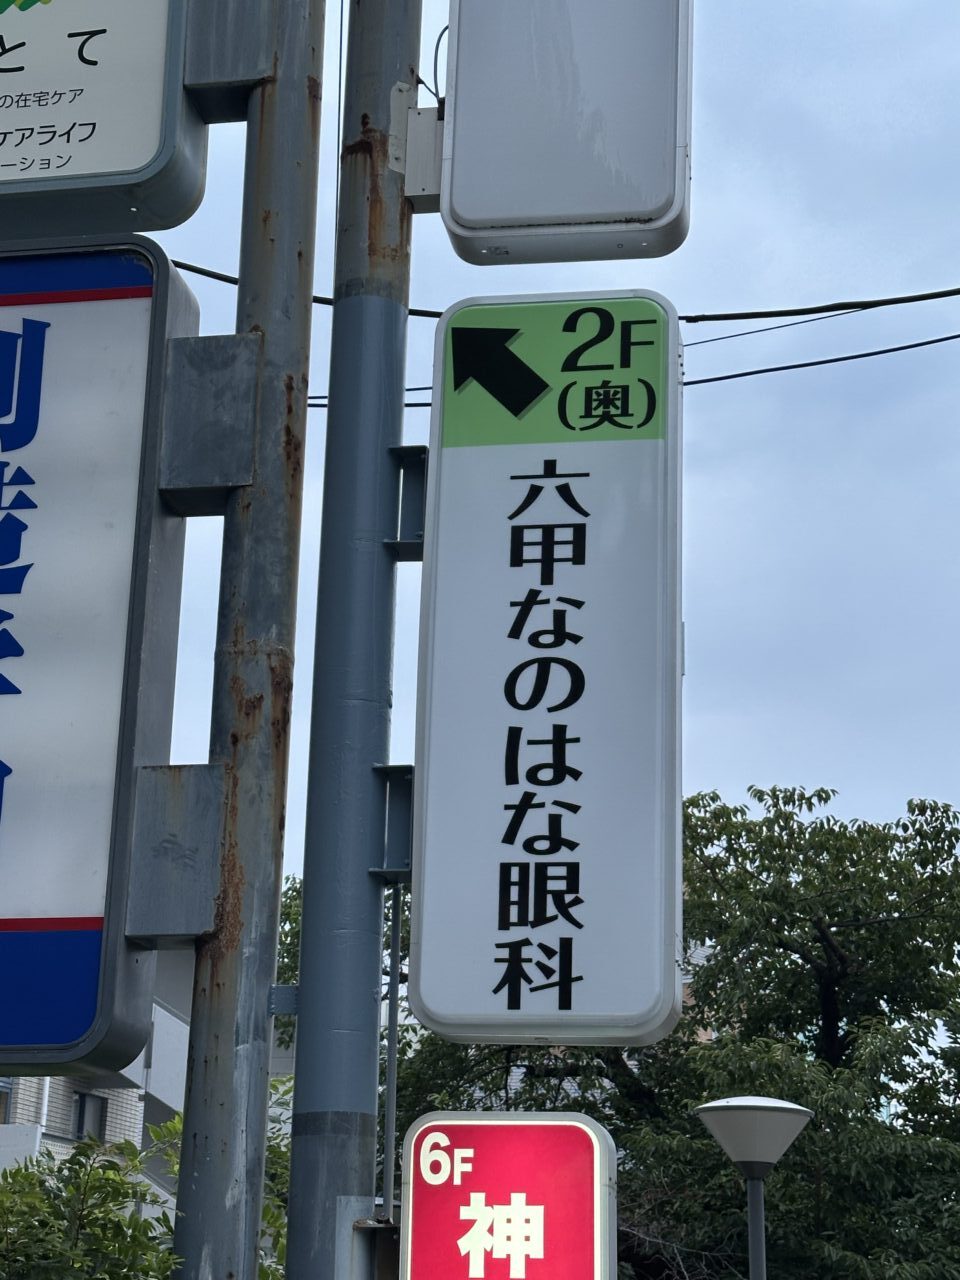 とて
の在宅ケア
ケアライフ
ーション
2F
(奥)
六甲なのはな眼科
6F
神